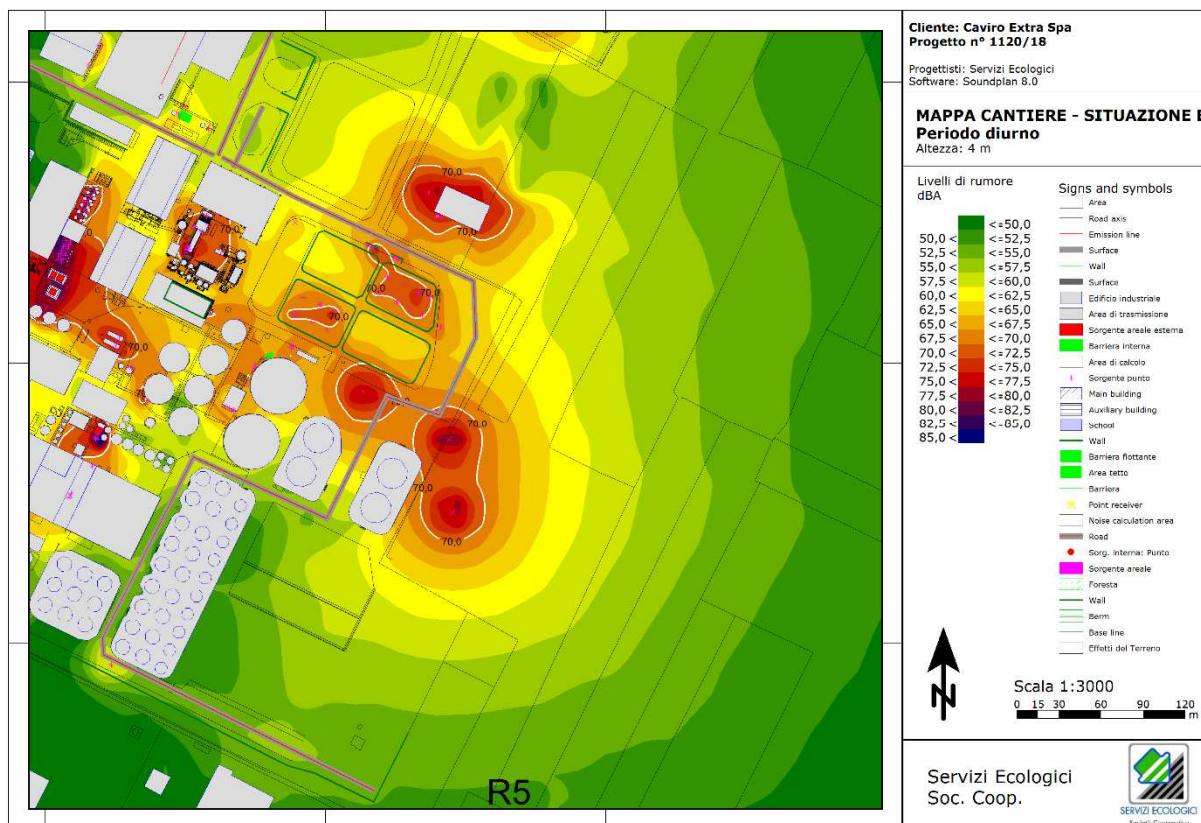 Cliente: Caviro Extra Spa
Progetto n° 1120/18
Progettisti: Servizi Ecologici
Software: Soundplan 8.0
MAPPA CANTIERE - SITUAZIONE E
Periodo diurno
Altezza: 4 m
Livelli di rumore
dBA
<=50,0
50,0 < <=52,5
52,5 < <=55,0
55,0 < <=57,5
57,5 < <=60,0
60,0 < <=62,5
62,5 < <=65,0
65,0 < <=67,5
67,5 < <=70,0
70,0 < <=72,5
72,5 < <=75,0
75,0 < <=77,5
77,5 < <=80,0
80,0 < <=82,5
82,5 < <=85,0
85,0 <
Signs and symbols
Area
Road axis
Emission line
Surface
Wall
Surface
Edificio industriale
Area di trasmissione
Sorgente areale esterna
Barriera interna
Area di calcolo
Sorgente punto
Main building
Auxiliary building
School
Wall
Barriera flottante
Area tetto
Barriera
Point receiver
Noise calculation area
Road
Sorg. interna: Punto
Sorgente areale
Foresta
Wall
Berm
Base line
Effetti del Terreno
N
Scala 1:3000
0 15 30 60 90 120
m
Servizi Ecologici
Soc. Coop.
SERVIZI ECOLOGICI
Società Cooperativa
70,0
70,0
70,0
70,0
70,0
70,0
70,0
70,0
70,0
70,0
70,0
R5